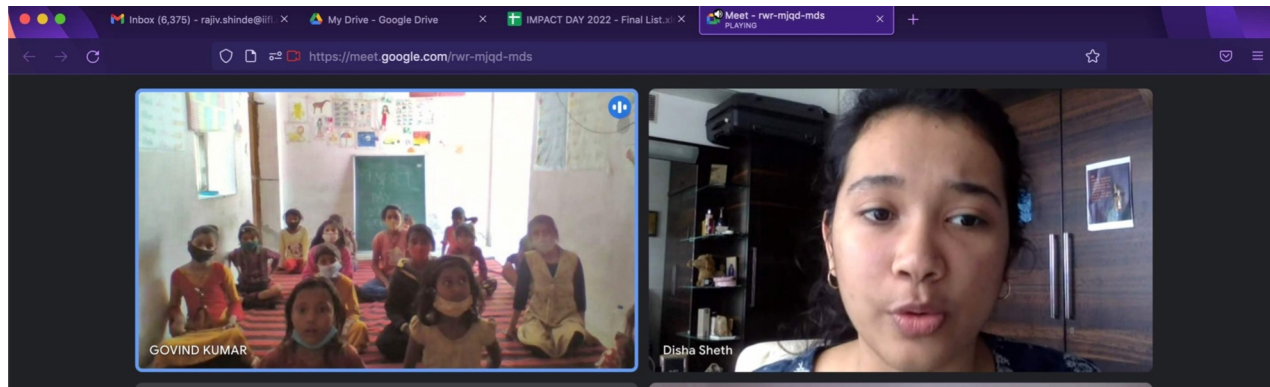 Inbox (6,375) - rajiv.shinde@iifl
My Drive - Google Drive
IMPACT DAY 2022 - Final List.xl
Meet - rwr-mjqd-mds
PLAYING
https://meet.google.com/rwr-mjqd-mds
GOVIND KUMAR
Disha Sheth